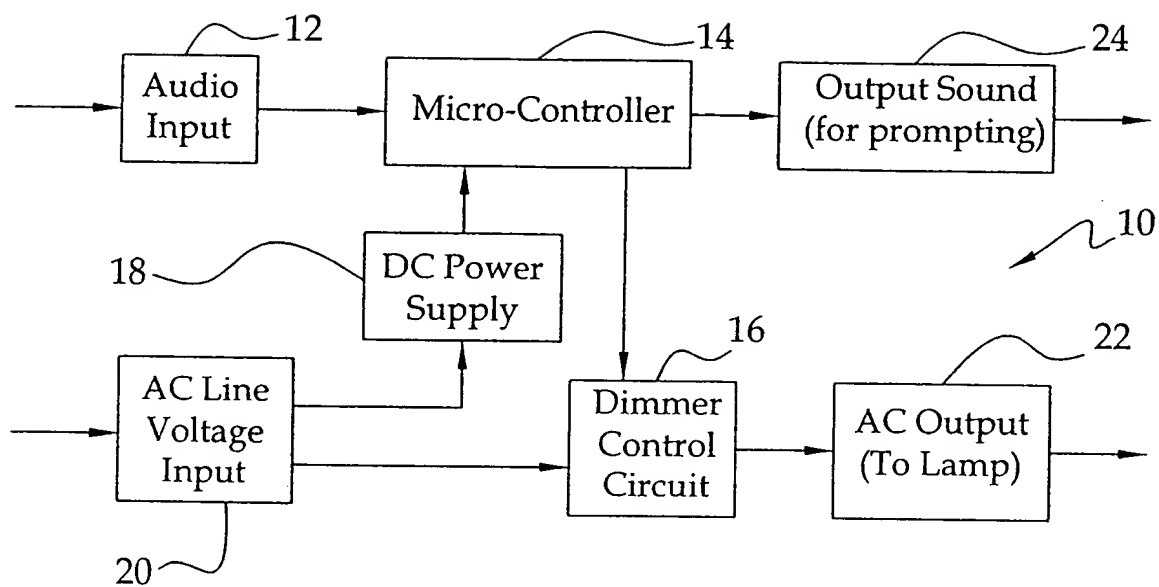 12
14
24
Audio
Input
Micro-Controller
Output Sound
(for prompting)
10
18
DC Power
Supply
16
22
AC Line
Voltage
Input
Dimmer
Control
Circuit
AC Output
(To Lamp)
20